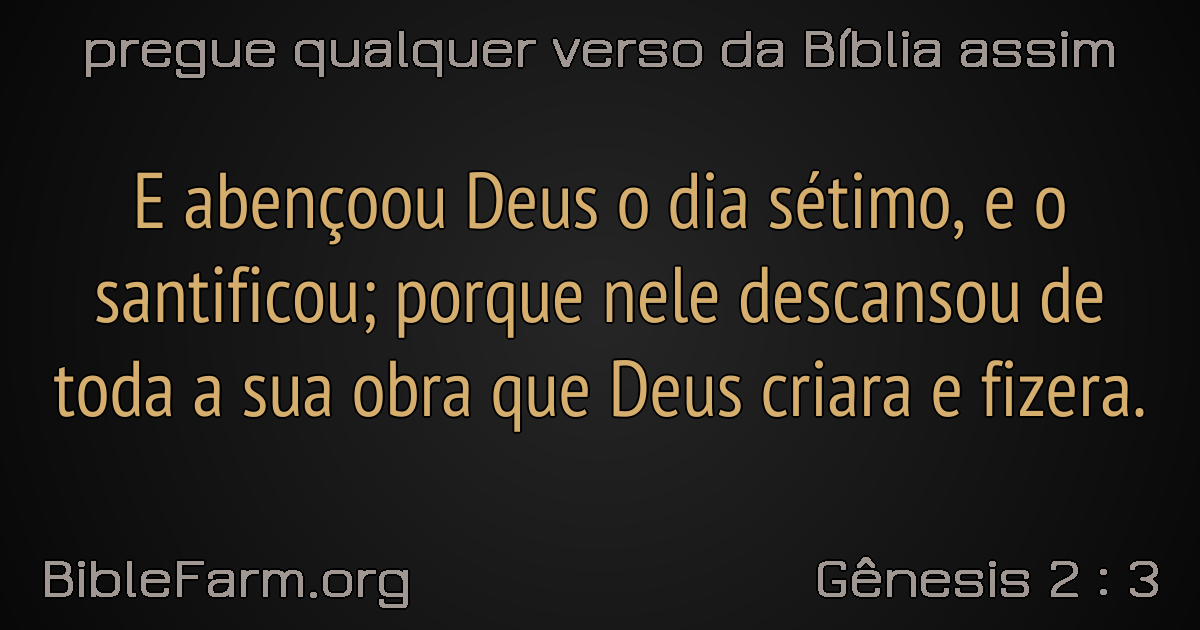 pregue qualquer verso da Bíblia assim
E abençoou Deus o dia sétimo, e o
santificou; porque nele descansou de
toda a sua obra que Deus criara e fizera.
BibleFarm.org
Gênesis 2 : 3